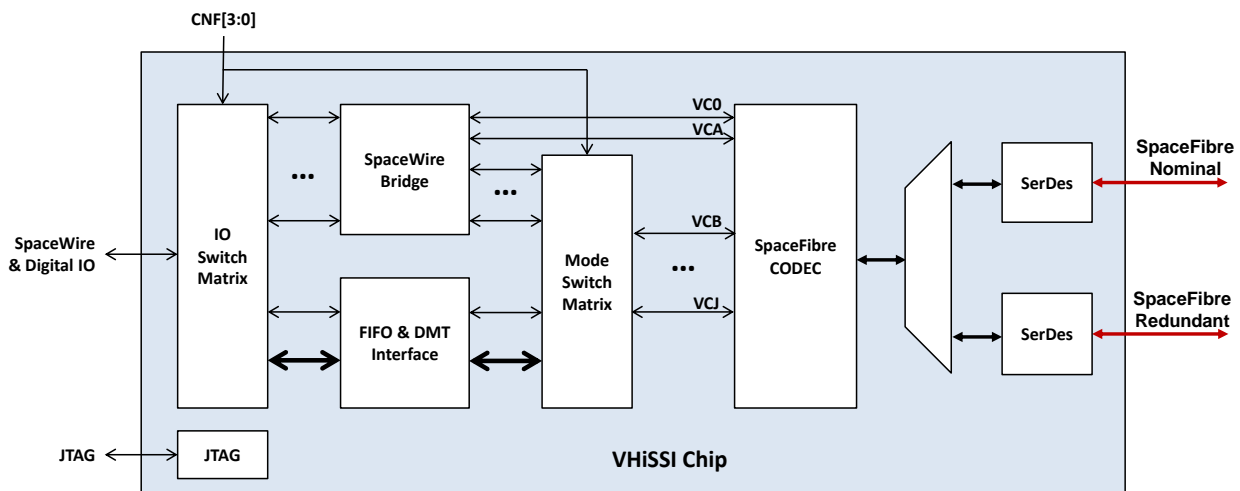 CNF[3:0]
VC0
VCA
SpaceWire
Bridge
...
...
IO
Switch
Matrix
SpaceWire
& Digital IO
Mode
Switch
Matrix
VCB
...
VCJ
SpaceFibre
CODEC
SerDes
SpaceFibre
Nominal
FIFO & DMT
Interface
SerDes
SpaceFibre
Redundant
JTAG
JTAG
VHiSSI Chip